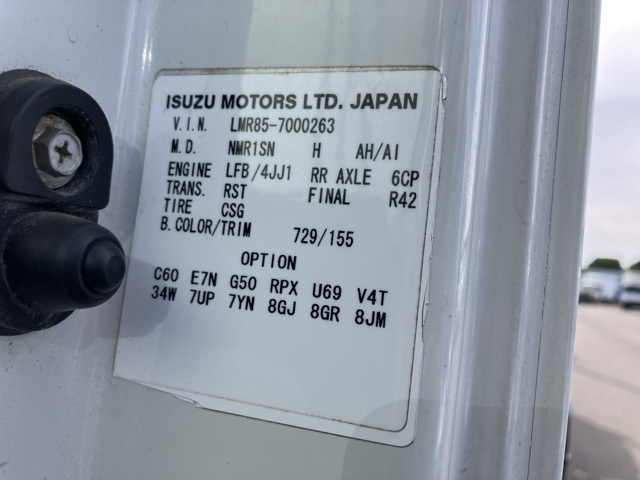 ISUZU MOTORS LTD. JAPAN
V.I.N. LMR85-7000263
M.D. NMR1SN H AH/AI
ENGINE LFB/4JJ1 RR AXLE 6CP
TRANS. RST FINAL R42
TIRE CSG
B.COLOR/TRIM 729/155
OPTION
C60 E7N G50 RPX U69 V4T
34W 7UP 7YN 8GJ 8GR 8JM